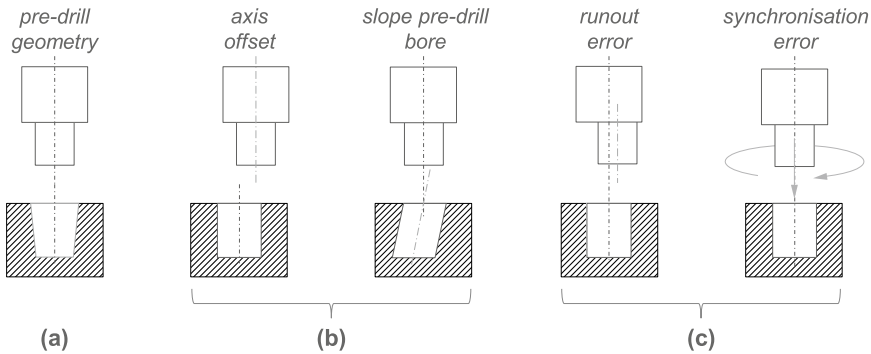 pre-drill
geometry
axis
offset
slope pre-drill
bore
runout
error
synchronisation
error
(a)
(b)
(c)